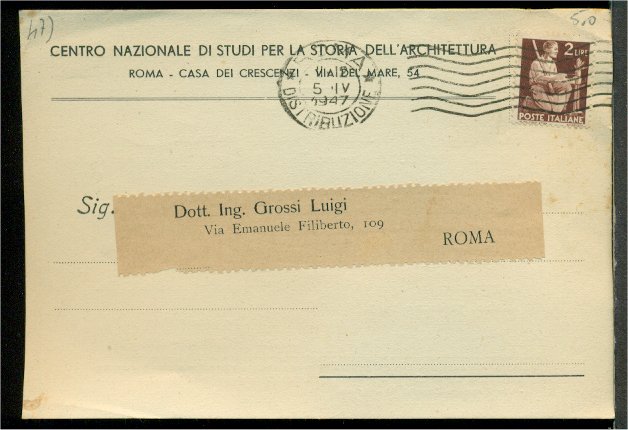 47)
5,0
CENTRO NAZIONALE DI STUDI PER LA STORIA DELL'ARCHITETTURA
ROMA - CASA DEI CRESCENZI - VIA DEL MARE, 54
5 · IV
1947
DISTRIBUZIONE
2 LIRE
POSTE ITALIANE
Sig.
Dott. Ing. Grossi Luigi
Via Emanuele Filiberto, 109
ROMA